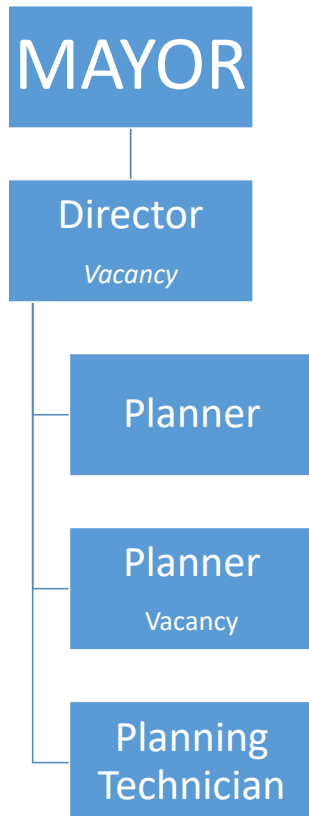 MAYOR
Director
Vacancy
Planner
Planner
Vacancy
Planning
Technician